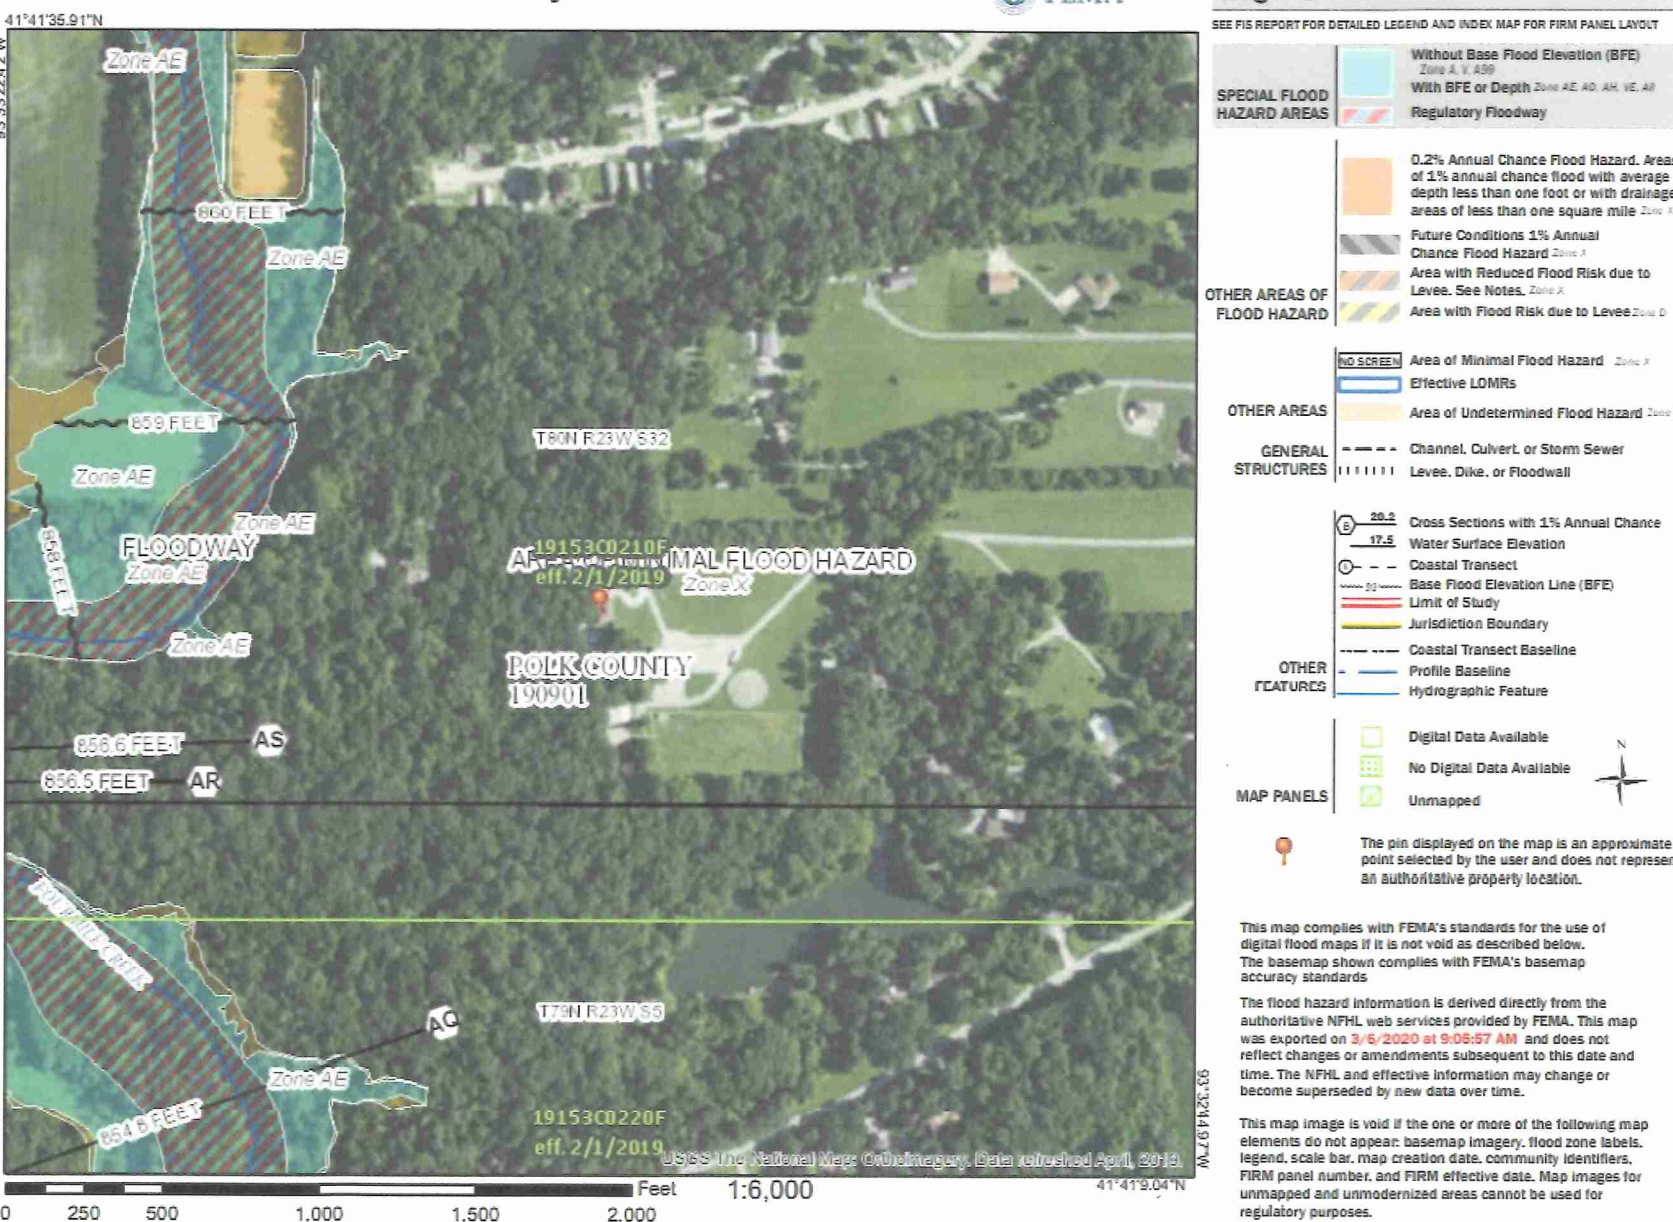 FEMA
41°41'35.91"N
Zone AE
860 FEET
Zone AE
859 FEET
T80N R23W S32
Zone AE
Zone AE
858 FEET
FLOODWAY
Zone AE
19153C0210F
eff. 2/1/2019
MAL FLOOD HAZARD
Zone X
Zone AE
POLK COUNTY
190901
856.6 FEET AS
856.5 FEET AR
FOURMILE CREEK
AQ
T79N R23W S5
Zone AE
854.8 FEET
19153C0220F
eff. 2/1/2019
USGS The National Map: Orthoimagery. Data refreshed April, 2019.
93°32'44.97"W
41°41'9.04"N
Feet 1:6,000
0 250 500 1,000 1,500 2,000
SEE FIS REPORT FOR DETAILED LEGEND AND INDEX MAP FOR FIRM PANEL LAYOUT
SPECIAL FLOOD
HAZARD AREAS
Without Base Flood Elevation (BFE)
Zone A, V, A99
With BFE or Depth Zone AE, AO, AH, VE, AR
Regulatory Floodway
OTHER AREAS OF
FLOOD HAZARD
0.2% Annual Chance Flood Hazard, Areas
of 1% annual chance flood with average
depth less than one foot or with drainage
areas of less than one square mile Zone X
Future Conditions 1% Annual
Chance Flood Hazard Zone X
Area with Reduced Flood Risk due to
Levee. See Notes. Zone X
Area with Flood Risk due to Levee Zone D
OTHER AREAS
NO SCREEN Area of Minimal Flood Hazard Zone X
Effective LOMRs
Area of Undetermined Flood Hazard Zone
GENERAL
STRUCTURES
Channel, Culvert, or Storm Sewer
Levee, Dike, or Floodwall
OTHER
FEATURES
B 20.2 Cross Sections with 1% Annual Chance
17.5 Water Surface Elevation
Coastal Transect
Base Flood Elevation Line (BFE)
Limit of Study
Jurisdiction Boundary
Coastal Transect Baseline
Profile Baseline
Hydrographic Feature
MAP PANELS
Digital Data Available
No Digital Data Available
Unmapped
N
The pin displayed on the map is an approximate
point selected by the user and does not represen
an authoritative property location.
This map complies with FEMA's standards for the use of
digital flood maps if it is not void as described below.
The basemap shown complies with FEMA's basemap
accuracy standards
The flood hazard information is derived directly from the
authoritative NFHL web services provided by FEMA. This map
was exported on 3/6/2020 at 9:05:57 AM and does not
reflect changes or amendments subsequent to this date and
time. The NFHL and effective information may change or
become superseded by new data over time.
This map image is void if the one or more of the following map
elements do not appear: basemap imagery, flood zone labels,
legend, scale bar, map creation date, community identifiers,
FIRM panel number, and FIRM effective date. Map images for
unmapped and unmodernized areas cannot be used for
regulatory purposes.